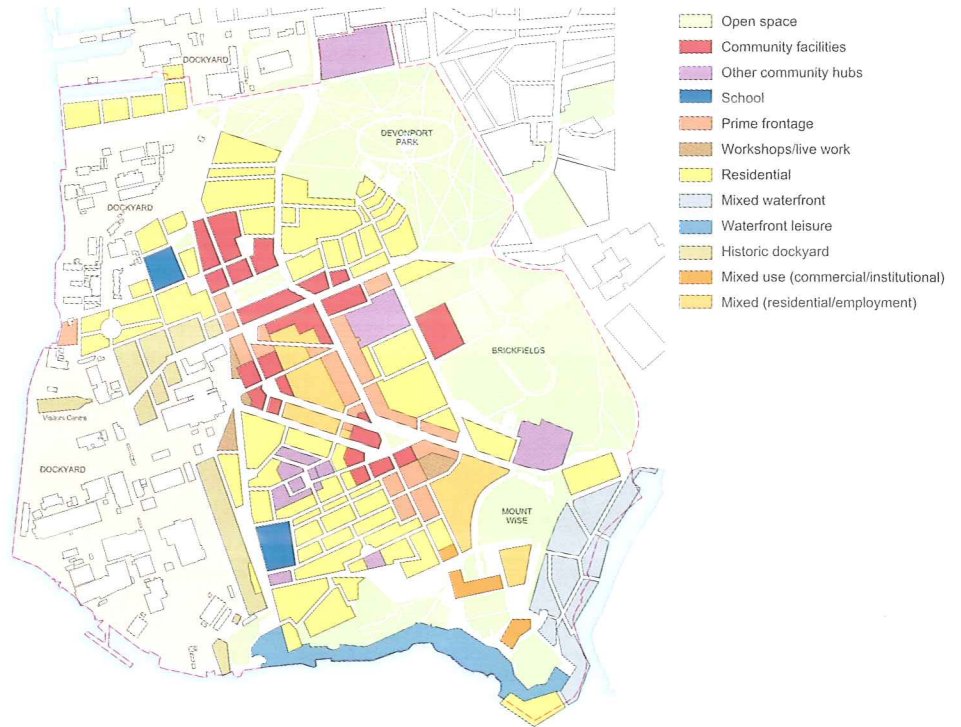 DOCKYARD
DEVONPORT
PARK
DOCKYARD
BRICKFIELDS
Visitors Centre
DOCKYARD
MOUNT
WISE
Open space
Community facilities
Other community hubs
School
Prime frontage
Workshops/live work
Residential
Mixed waterfront
Waterfront leisure
Historic dockyard
Mixed use (commercial/institutional)
Mixed (residential/employment)